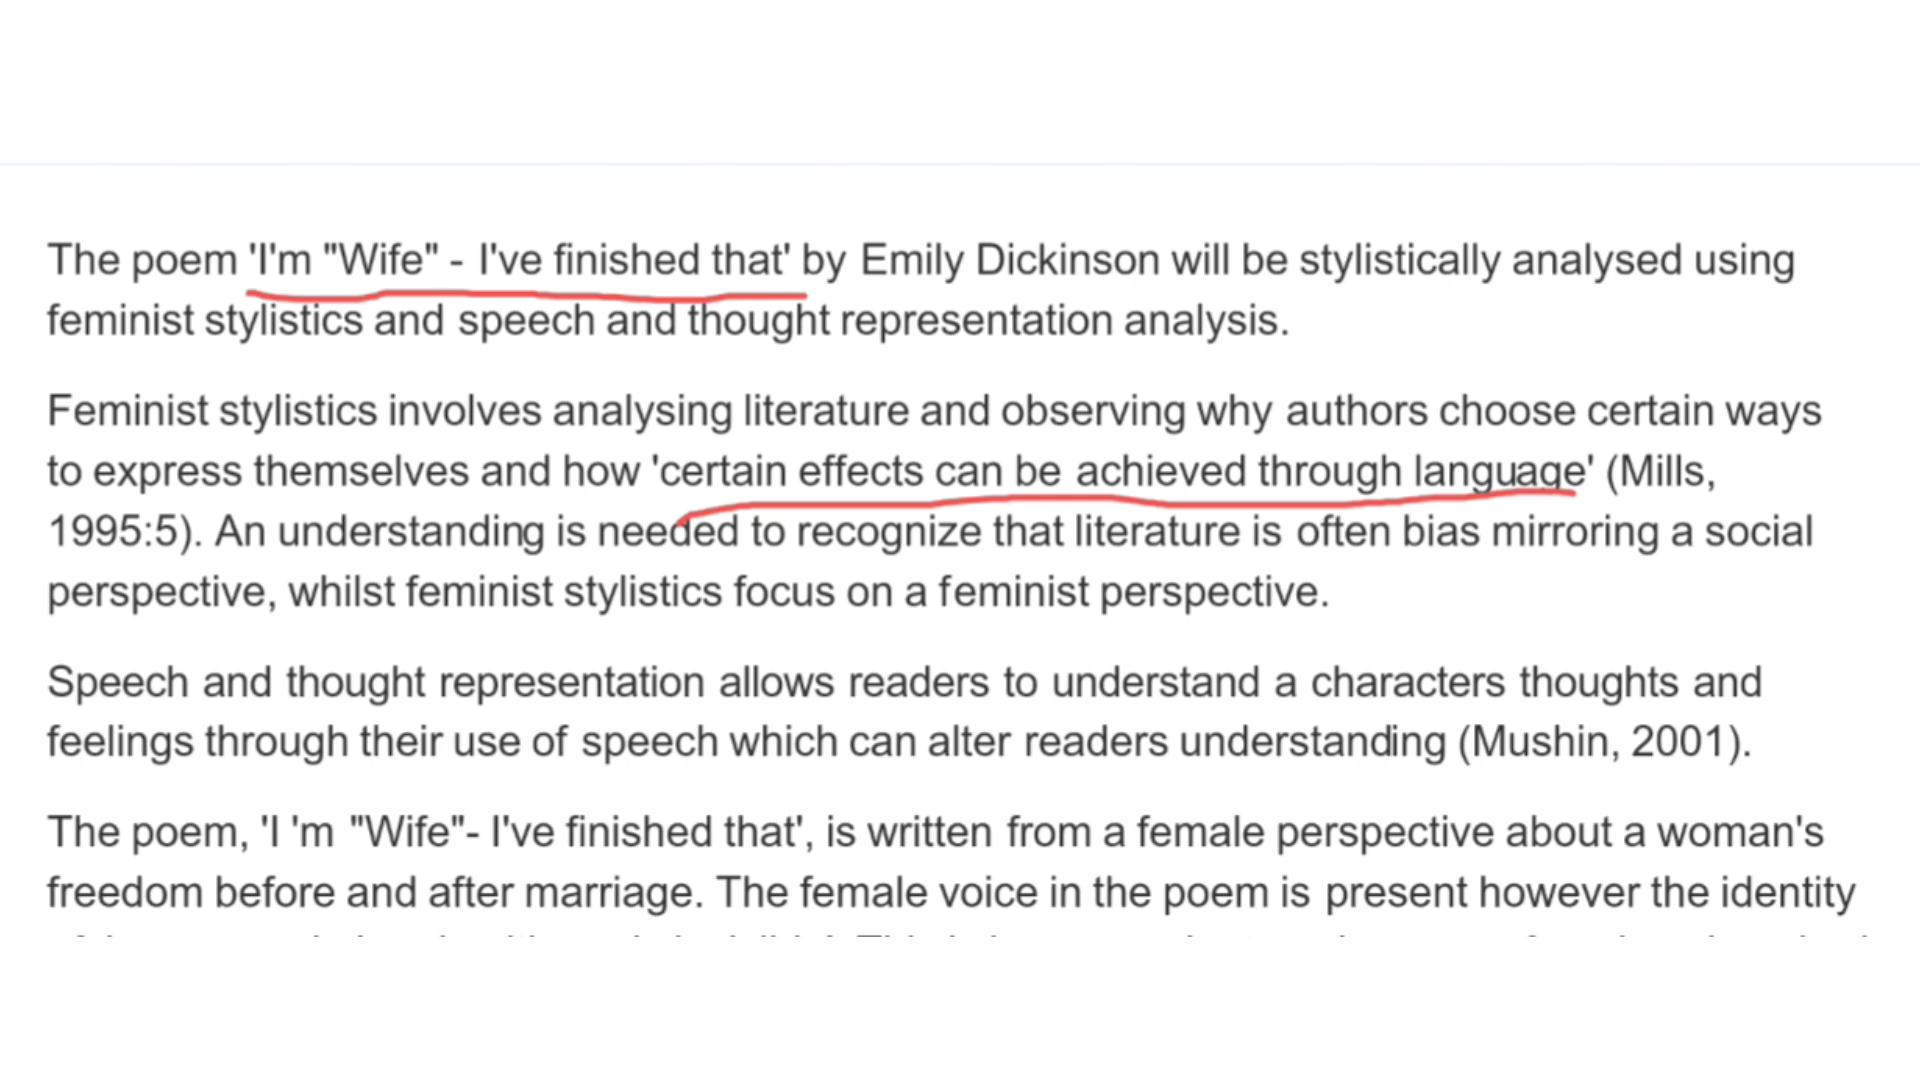 The poem 'I'm "Wife" - I've finished that' by Emily Dickinson will be stylistically analysed using
feminist stylistics and speech and thought representation analysis.
Feminist stylistics involves analysing literature and observing why authors choose certain ways
to express themselves and how 'certain effects can be achieved through language' (Mills,
1995:5). An understanding is needed to recognize that literature is often bias mirroring a social
perspective, whilst feminist stylistics focus on a feminist perspective.
Speech and thought representation allows readers to understand a characters thoughts and
feelings through their use of speech which can alter readers understanding (Mushin, 2001).
The poem, 'I 'm "Wife"- I've finished that', is written from a female perspective about a woman's
freedom before and after marriage. The female voice in the poem is present however the identity